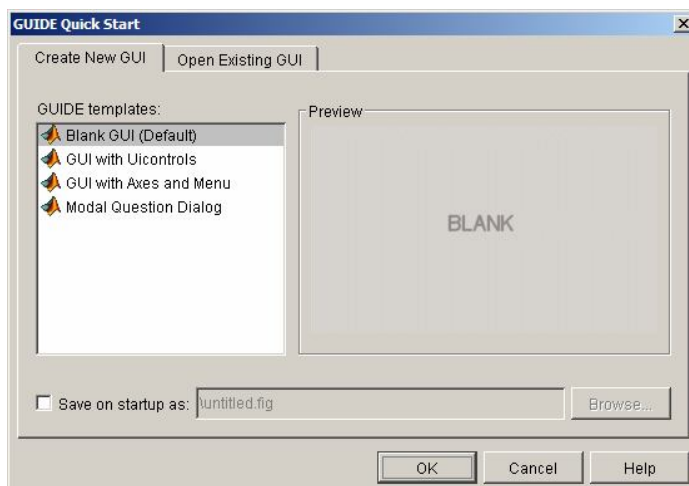 GUIDE Quick Start
Create New GUI
Open Existing GUI
GUIDE templates:
Blank GUI (Default)
GUI with Uicontrols
GUI with Axes and Menu
Modal Question Dialog
Preview
BLANK
Save on startup as:
\untitled.fig
Browse...
OK
Cancel
Help